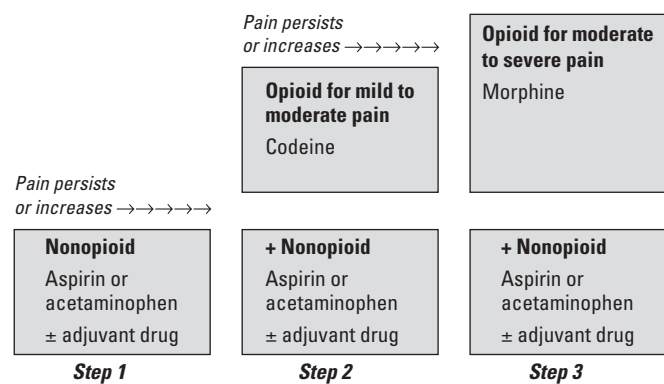 Pain persists
or increases →→→→→
Opioid for moderate
to severe pain
Morphine
Opioid for mild to
moderate pain
Codeine
Pain persists
or increases →→→→→
Nonopioid
Aspirin or
acetaminophen
± adjuvant drug
+ Nonopioid
Aspirin or
acetaminophen
± adjuvant drug
+ Nonopioid
Aspirin or
acetaminophen
± adjuvant drug
Step 1
Step 2
Step 3